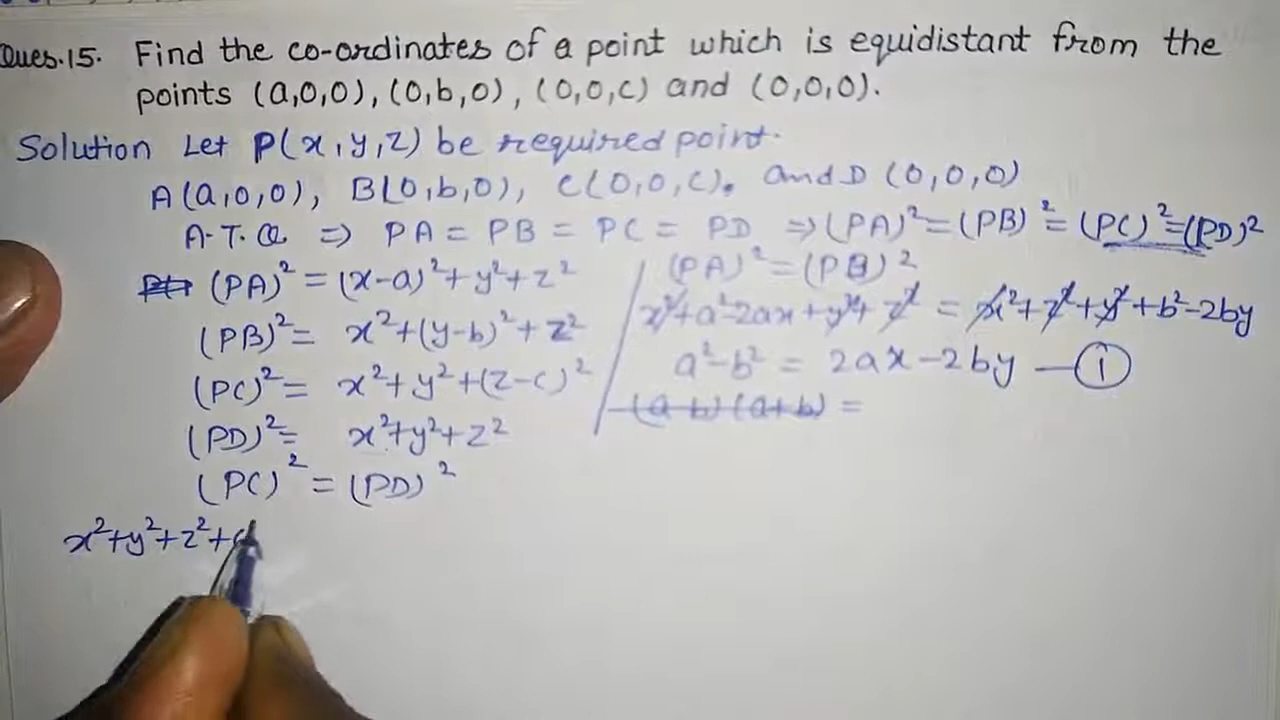 Ques.15. Find the co-ordinates of a point which is equidistant from the
points (a,0,0), (0,b,0), (0,0,c) and (0,0,0).
Solution Let P(x,y,z) be required point.
A(a,0,0), B(0,b,0), C(0,0,c), and D (0,0,0)
A.T.Q. ⇒ PA = PB = PC = PD ⇒ (PA)² = (PB)² = (PC)² = (PD)²
(PA)² = (x-a)² + y² + z²
(PB)² = x² + (y-b)² + z²
(PC)² = x² + y² + (z-c)²
(PD)² = x² + y² + z²
(PC)² = (PD)²
x² + y² + z² +
(PA)² = (PB)²
x² + a² - 2ax + y² + z² = x² + z² + y² + b² - 2by
a² - b² = 2ax - 2by — ①
(a-b) (a+b) =